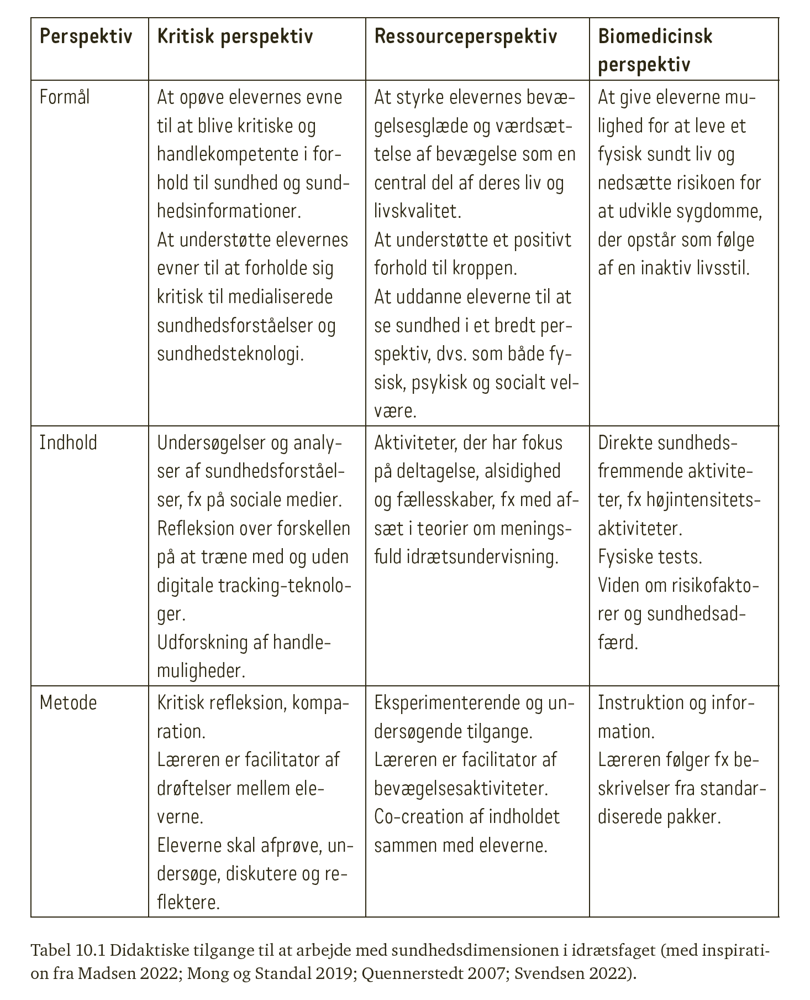 Perspektiv
Kritisk perspektiv
Ressourceperspektiv
Biomedicinsk
perspektiv
Formål
At opøve elevernes evne
til at blive kritiske og
handlekompetente i for-
hold til sundhed og sund-
hedsinformationer.
At understøtte elevernes
evner til at forholde sig
kritisk til medialiserede
sundhedsforståelser og
sundhedsteknologi.
At styrke elevernes bevæ-
gelsesglæde og værdsæt-
telse af bevægelse som en
central del af deres liv og
livskvalitet.
At understøtte et positivt
forhold til kroppen.
At uddanne eleverne til at
se sundhed i et bredt per-
spektiv, dvs. som både fy-
sisk, psykisk og socialt vel-
være.
At give eleverne mu-
lighed for at leve et
fysisk sundt liv og
nedsætte risikoen for
at udvikle sygdomme,
der opstår som følge
af en inaktiv livsstil.
Indhold
Undersøgelser og analy-
ser af sundhedsforståel-
ser, fx på sociale medier.
Refleksion over forskellen
på at træne med og uden
digitale tracking-teknolo-
ger.
Udforskning af handle-
muligheder.
Aktiviteter, der har fokus
på deltagelse, alsidighed
og fællesskaber, fx med af-
sæt i teorier om menings-
fuld idrætsundervisning.
Direkte sundheds-
fremmende aktivite-
ter, fx højintensitets-
aktiviteter.
Fysiske tests.
Viden om risikofakto-
rer og sundhedsad-
færd.
Metode
Kritisk refleksion, kompa-
ration.
Læreren er facilitator af
drøftelser mellem ele-
verne.
Eleverne skal afprøve, un-
dersøge, diskutere og re-
flektere.
Eksperimenterende og un-
dersøgende tilgange.
Læreren er facilitator af
bevægelsesaktiviteter.
Co-creation af indholdet
sammen med eleverne.
Instruktion og infor-
mation.
Læreren følger fx be-
skrivelser fra standar-
diserede pakker.
Tabel 10.1 Didaktiske tilgange til at arbejde med sundhedsdimensionen i idrætsfaget (med inspirati-
on fra Madsen 2022; Mong og Standal 2019; Quennerstedt 2007; Svendsen 2022).